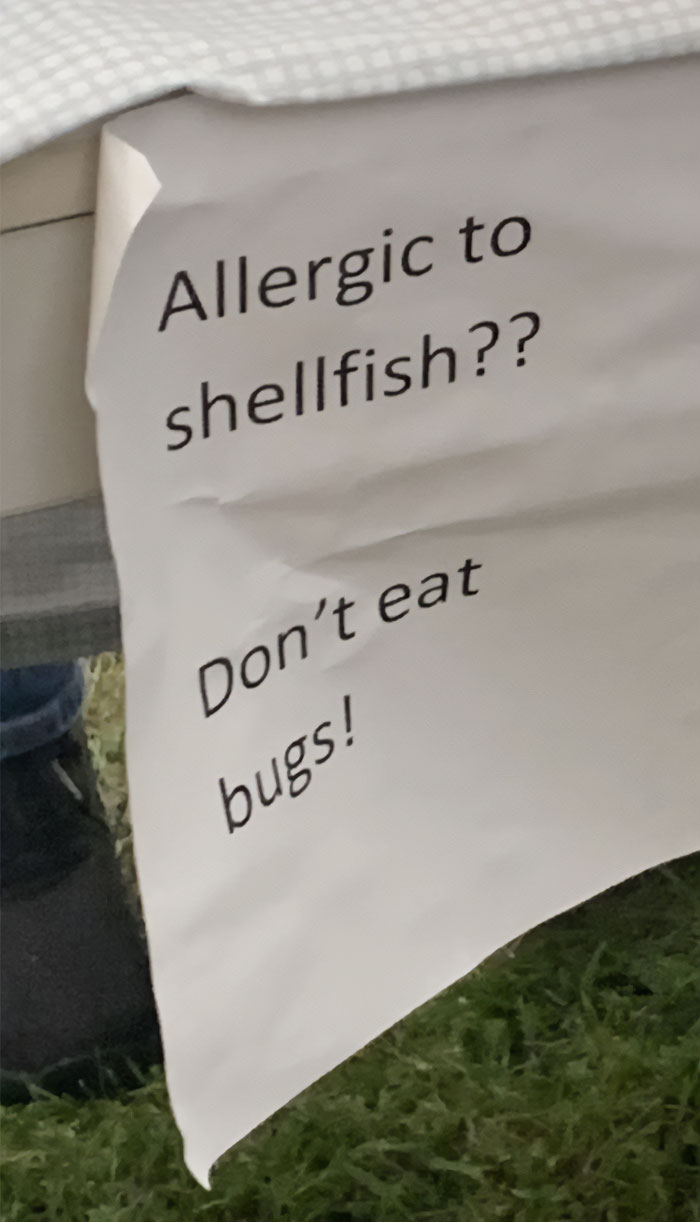 Allergic to
shellfish??
Don't eat
bugs!